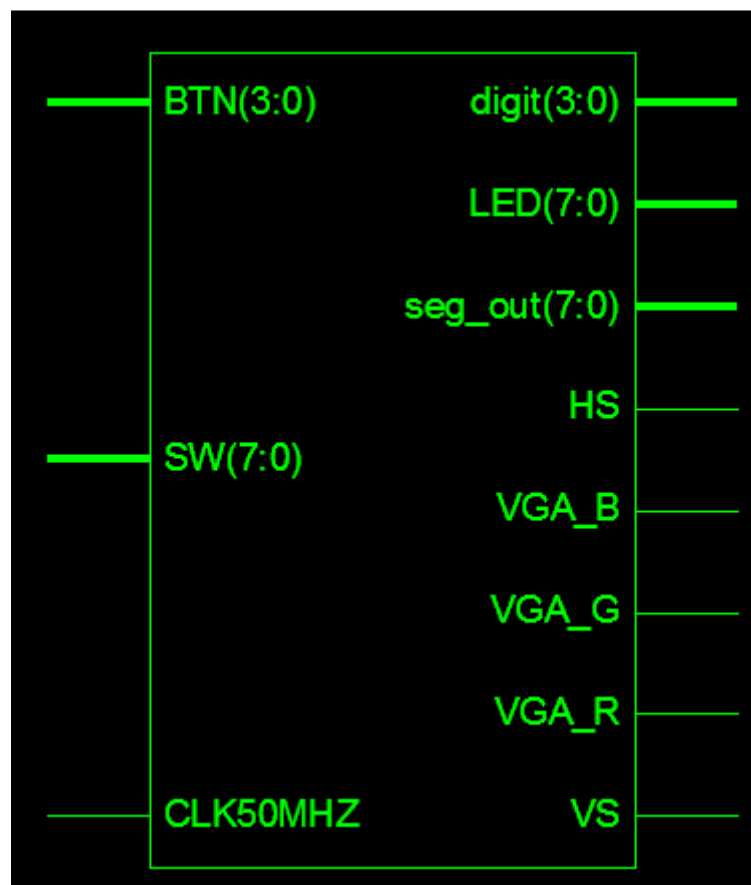 BTN(3:0) digit(3:0)
LED(7:0)
seg_out(7:0)
HS
SW(7:0)
VGA_B
VGA_G
VGA_R
CLK50MHZ VS